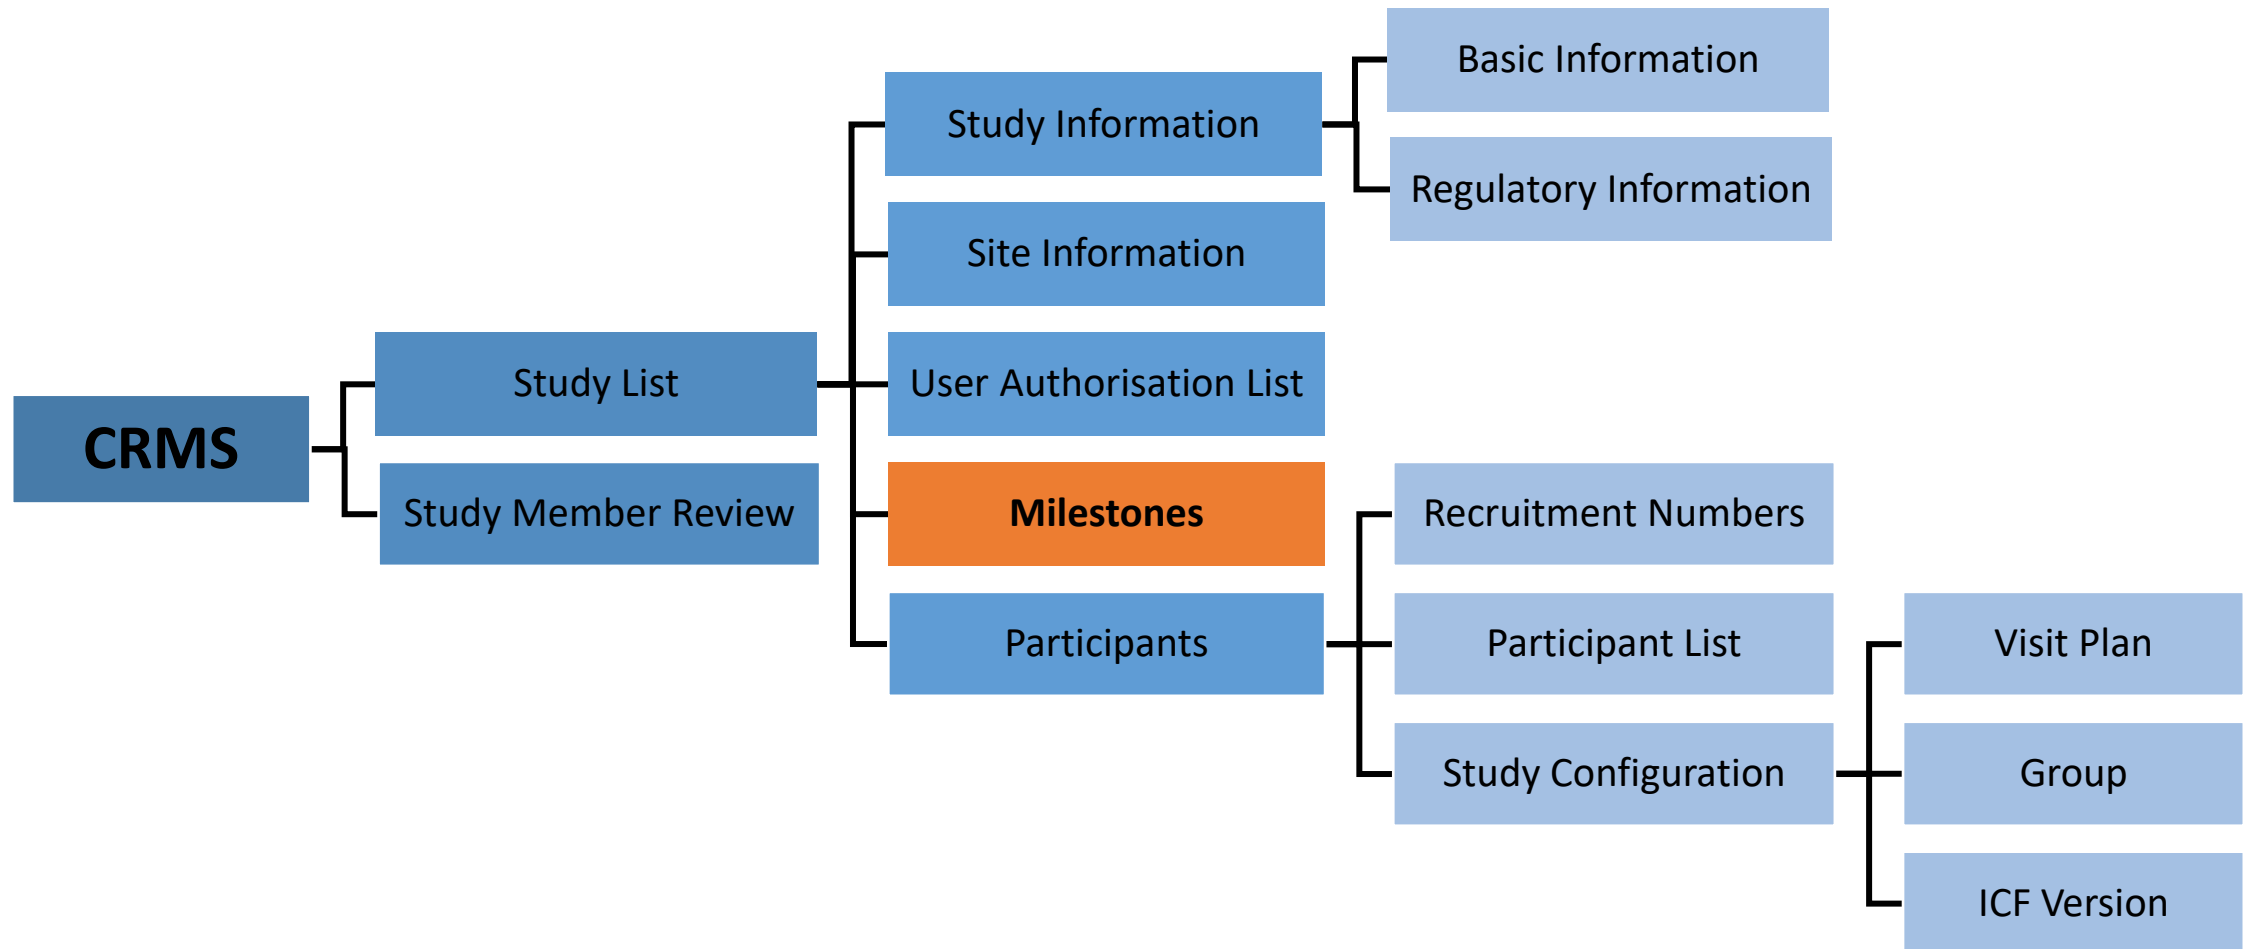 CRMS
Study List
Study Member Review
Study Information
Site Information
User Authorisation List
Milestones
Participants
Basic Information
Regulatory Information
Recruitment Numbers
Participant List
Study Configuration
Visit Plan
Group
ICF Version